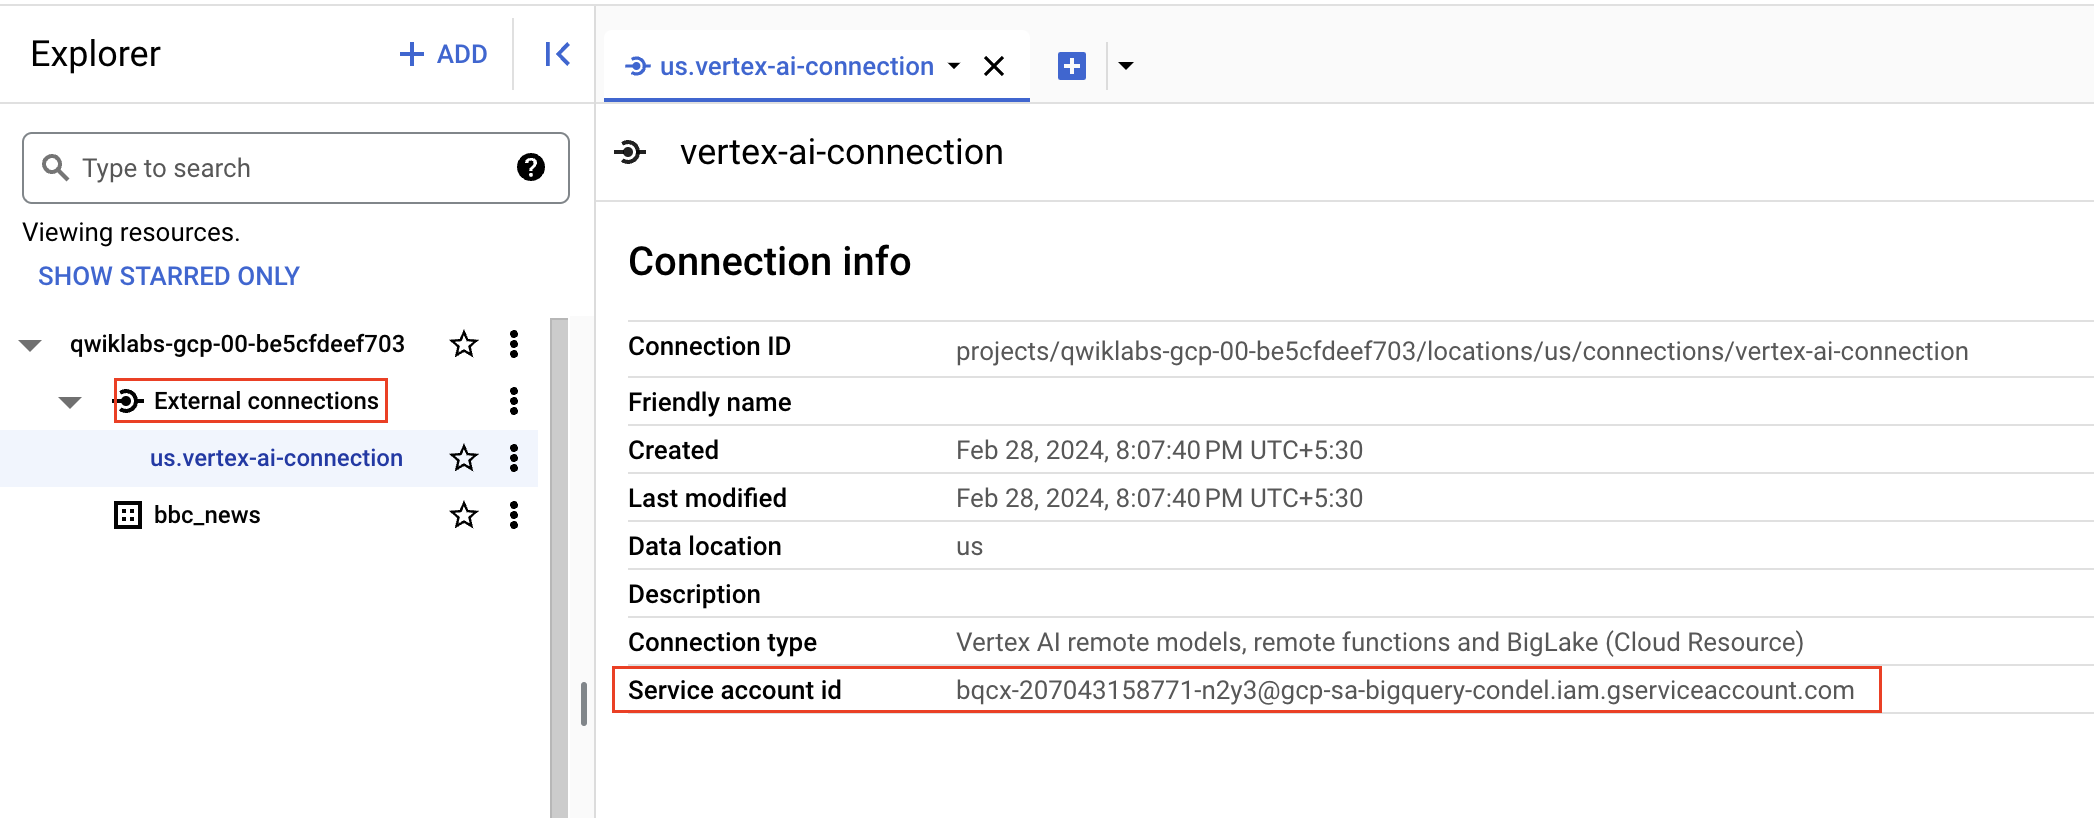 Explorer
ADD
Type to search
Viewing resources.
SHOW STARRED ONLY
qwiklabs-gcp-00-be5cfdeef703
External connections
us.vertex-ai-connection
bbc_news
us.vertex-ai-connection
vertex-ai-connection
Connection info
Connection ID projects/qwiklabs-gcp-00-be5cfdeef703/locations/us/connections/vertex-ai-connection
Friendly name
Created Feb 28, 2024, 8:07:40 PM UTC+5:30
Last modified Feb 28, 2024, 8:07:40 PM UTC+5:30
Data location us
Description
Connection type Vertex AI remote models, remote functions and BigLake (Cloud Resource)
Service account id bqcx-207043158771-n2y3@gcp-sa-bigquery-condel.iam.gserviceaccount.com